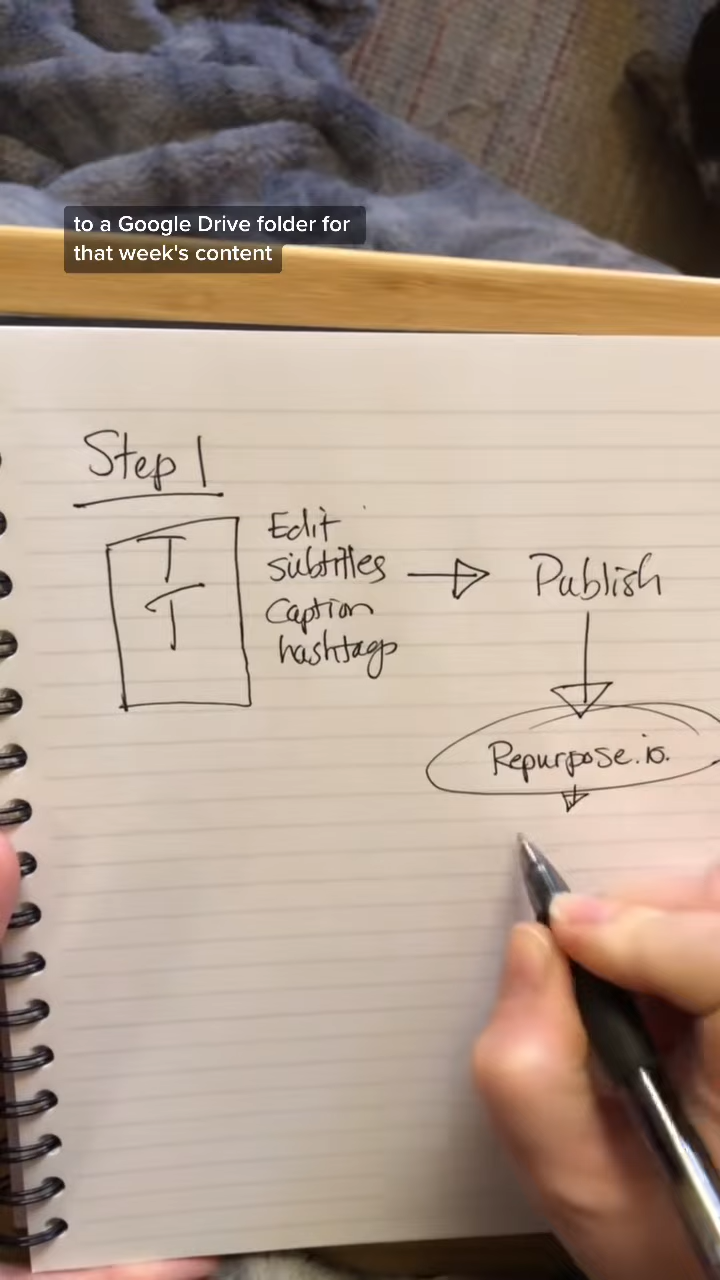 to a Google Drive folder for
that week's content
Step 1
T
T
Edit
subtitles
Caption
hashtags
Publish
Repurpose.io.